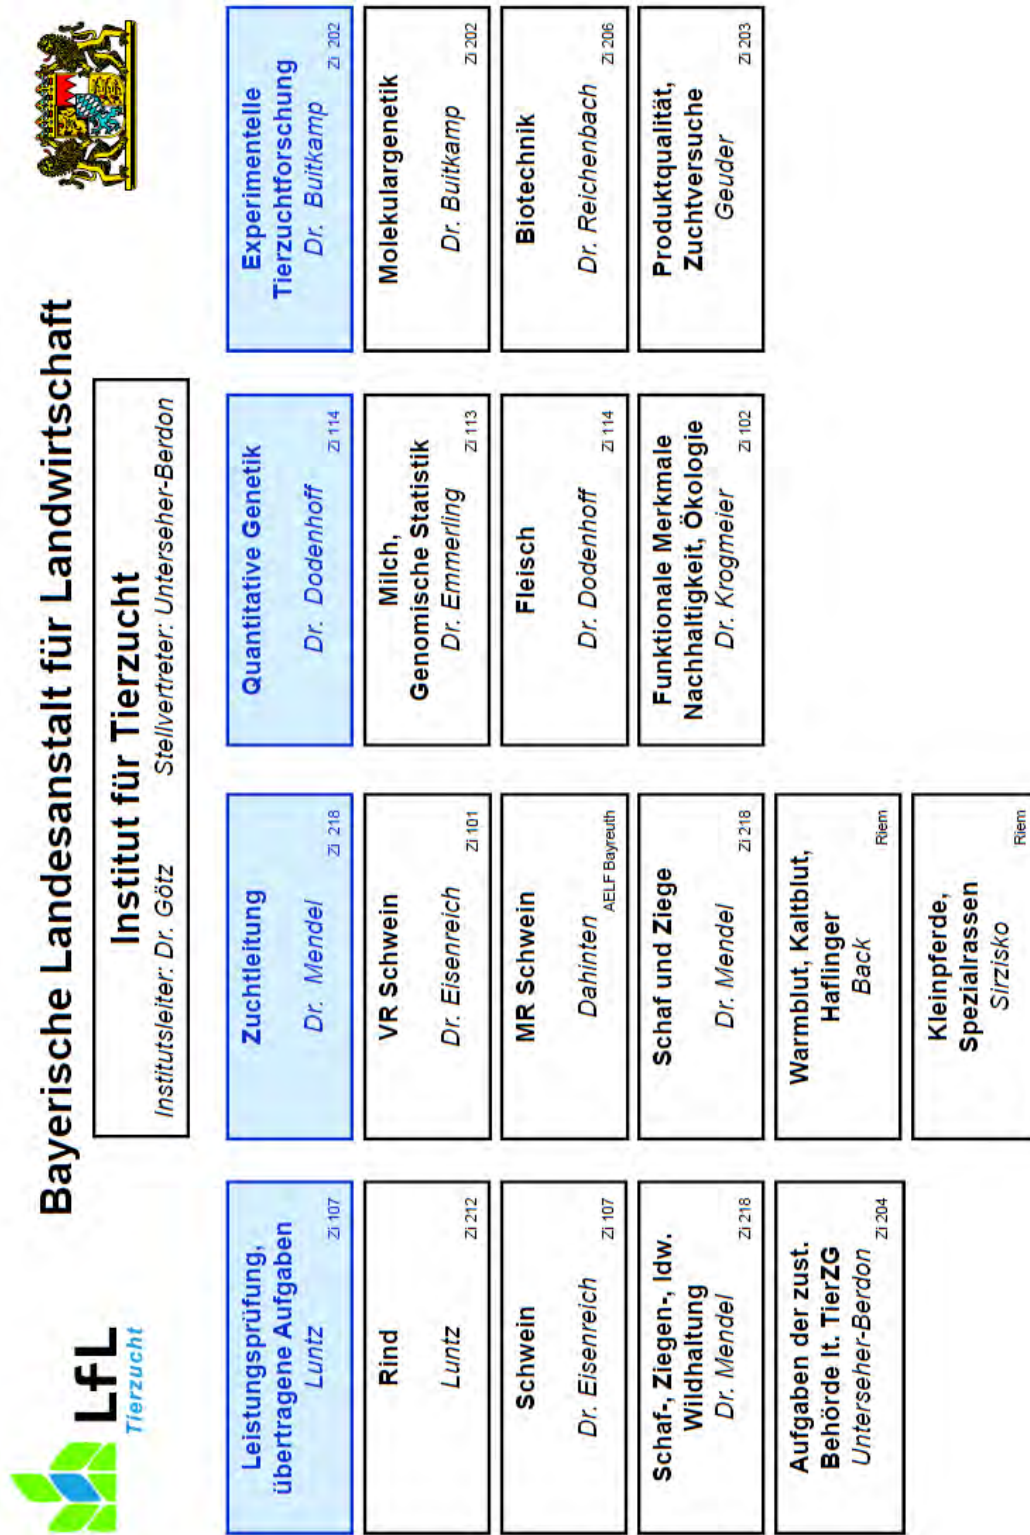 LfL
Tierzucht
Bayerische Landesanstalt für Landwirtschaft
Institut für Tierzucht
Institutsleiter: Dr. Götz Stellvertreter: Unterseher-Berdon
Leistungsprüfung,
übertragene Aufgaben
Luntz
Zi 107
Rind
Luntz
Zi 212
Schwein
Dr. Eisenreich
Zi 107
Schaf-, Ziegen-, ldw.
Wildhaltung
Dr. Mendel
Zi 218
Aufgaben der zust.
Behörde lt. TierZG
Unterseher-Berdon
Zi 204
Zuchtleitung
Dr. Mendel
Zi 218
VR Schwein
Dr. Eisenreich
Zi 101
MR Schwein
Dahinten
AELF Bayreuth
Schaf und Ziege
Dr. Mendel
Zi 218
Warmblut, Kaltblut,
Haflinger
Back
Riem
Kleinpferde,
Spezialrassen
Sirzisko
Riem
Quantitative Genetik
Dr. Dodenhoff
Zi 114
Milch,
Genomische Statistik
Dr. Emmerling
Zi 113
Fleisch
Dr. Dodenhoff
Zi 114
Funktionale Merkmale
Nachhaltigkeit, Ökologie
Dr. Krogmeier
Zi 102
Experimentelle
Tierzuchtforschung
Dr. Buitkamp
Zi 202
Molekulargenetik
Dr. Buitkamp
Zi 202
Biotechnik
Dr. Reichenbach
Zi 206
Produktqualität,
Zuchtversuche
Geuder
Zi 203